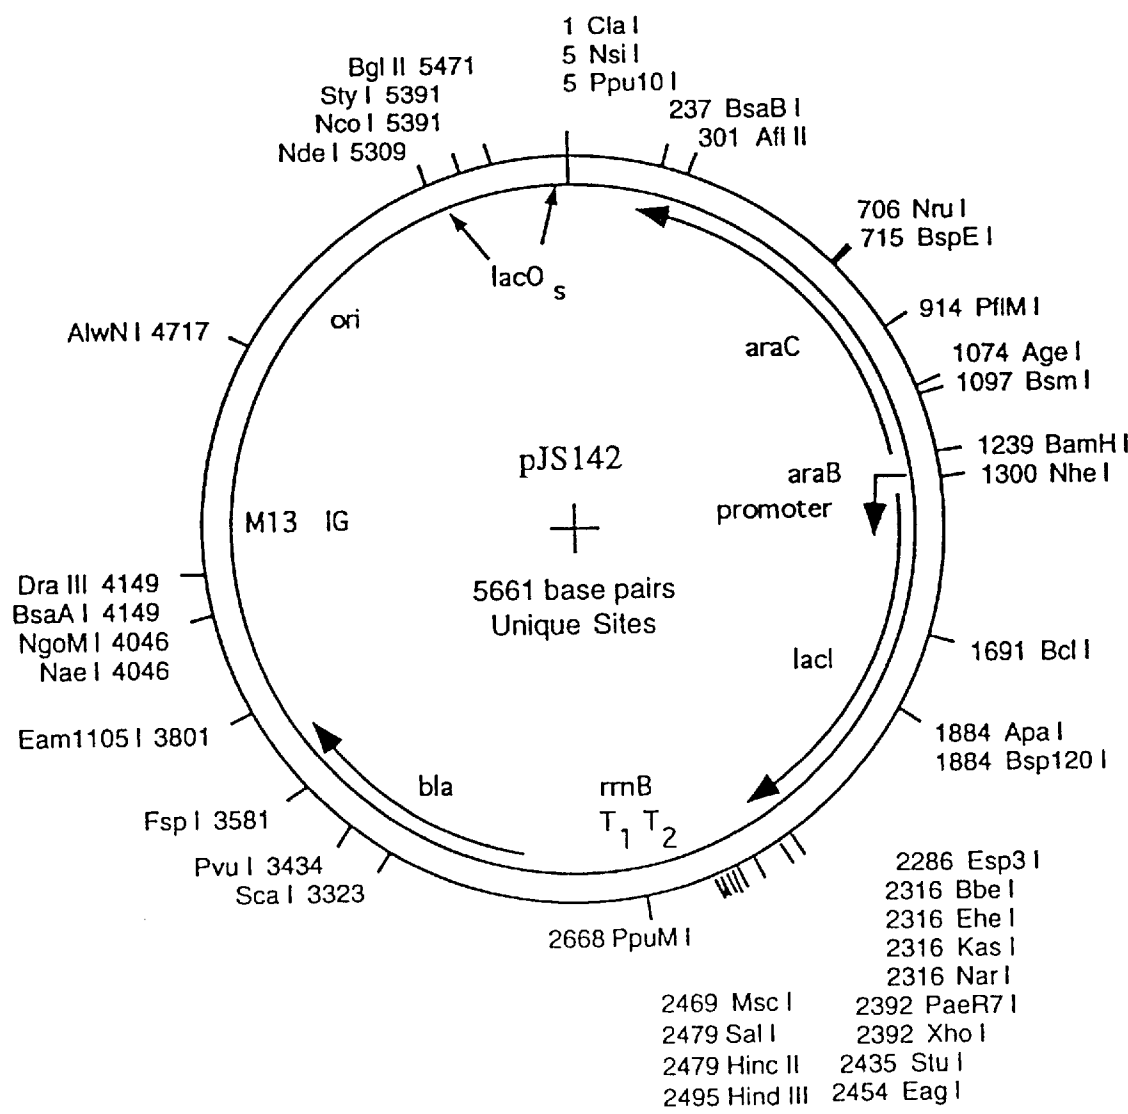 1 Cla I
5 Nsi I
5 Ppu10 I
237 BsaB I
301 Afl II
706 Nru I
715 BspE I
914 PflM I
1074 Age I
1097 Bsm I
1239 BamH I
1300 Nhe I
1691 Bcl I
1884 Apa I
1884 Bsp120 I
2286 Esp3 I
2316 Bbe I
2316 Ehe I
2316 Kas I
2316 Nar I
2392 PaeR7 I
2392 Xho I
2435 Stu I
2454 Eag I
2469 Msc I
2479 Sal I
2479 Hinc II
2495 Hind III
2668 PpuM I
Sca I 3323
Pvu I 3434
Fsp I 3581
Eam1105 I 3801
Nae I 4046
NgoM I 4046
BsaA I 4149
Dra III 4149
AlwN I 4717
Nde I 5309
Nco I 5391
Sty I 5391
Bgl II 5471
lacO s
ori
araC
araB
promoter
pJS142
5661 base pairs
Unique Sites
M13 IG
lacI
bla
rrnB
T1 T2